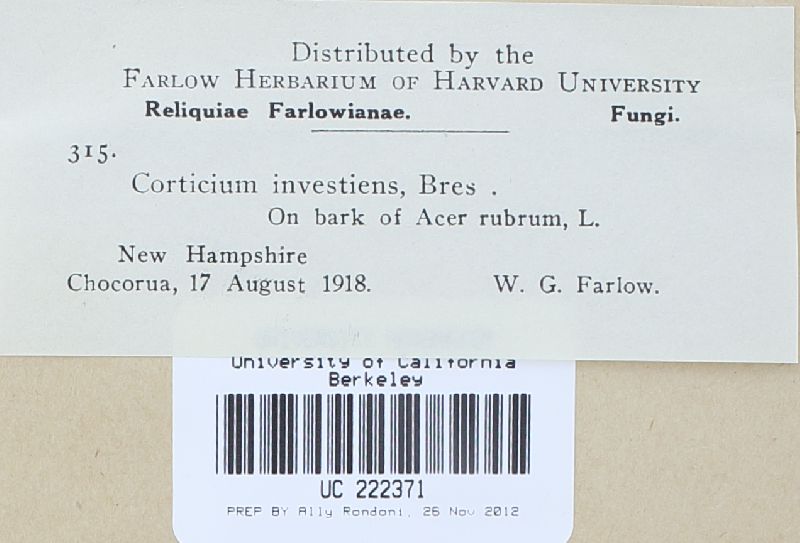 Distributed by the
Farlow Herbarium of Harvard University
Reliquiae Farlowianae. Fungi.
315.
Corticium investiens, Bres .
On bark of Acer rubrum, L.
New Hampshire
Chocorua, 17 August 1918. W. G. Farlow.
University of California
Berkeley
UC 222371
PREP BY Ally Rondoni, 26 Nov 2012